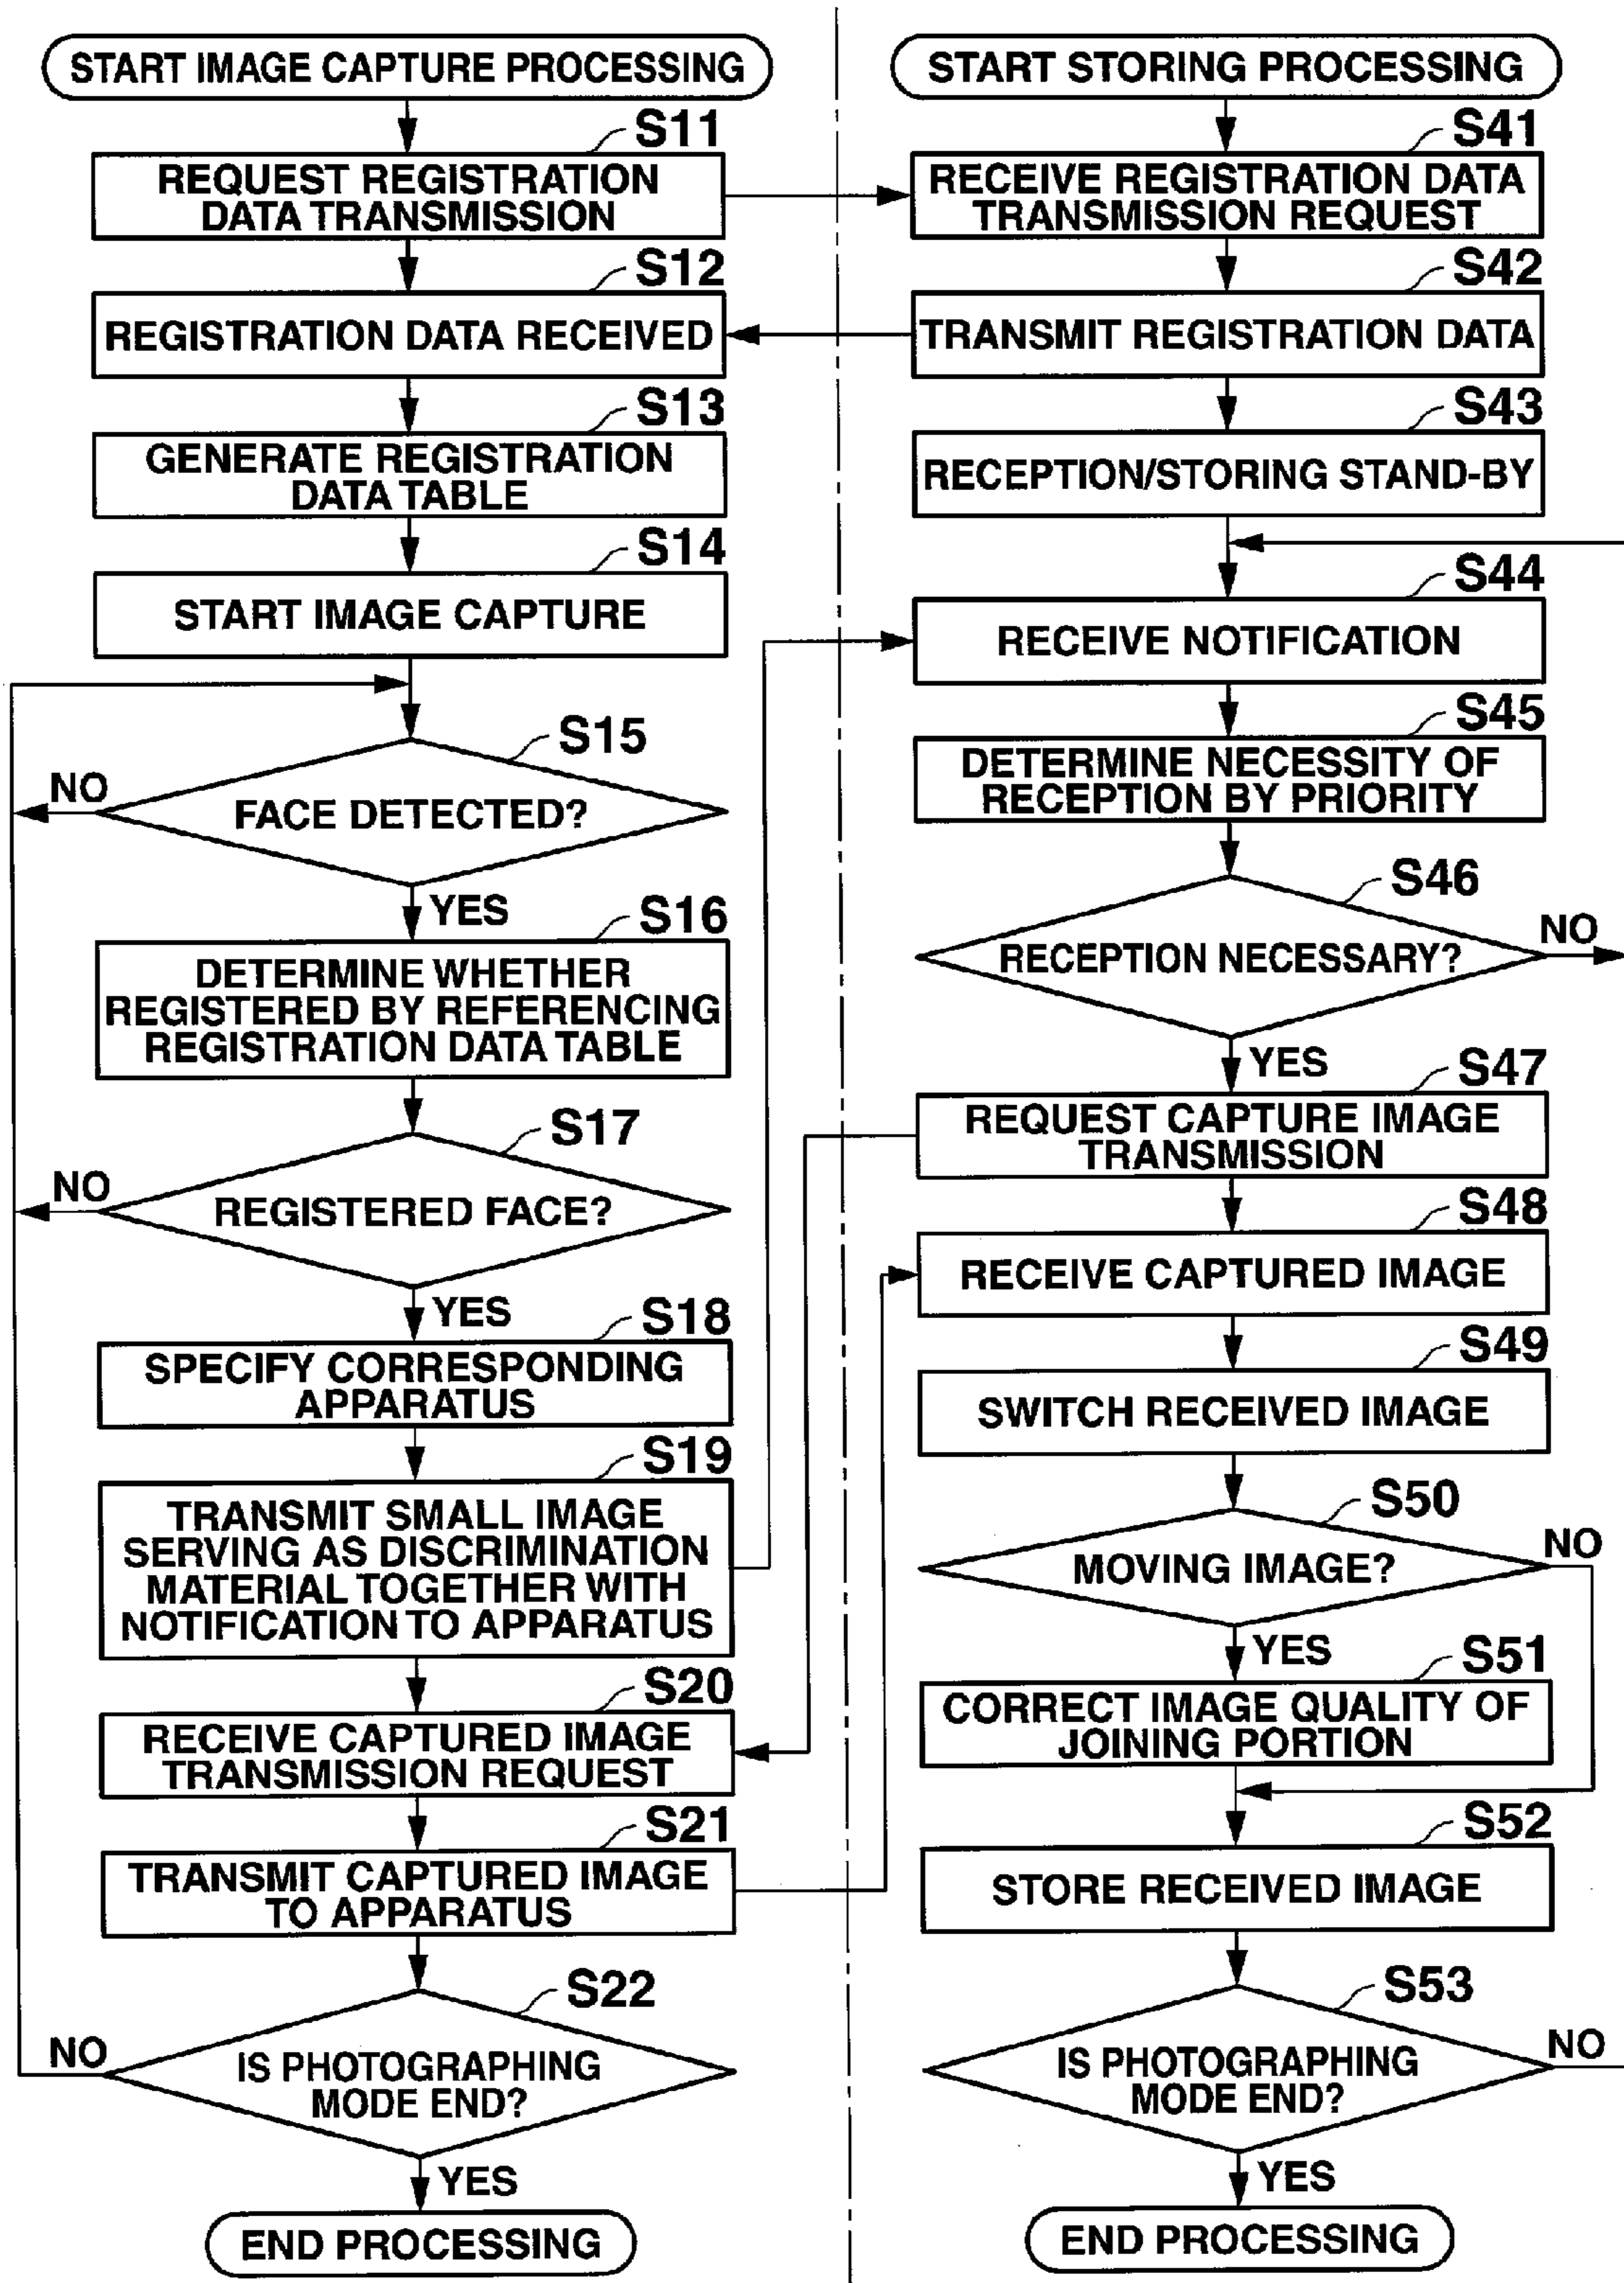 START IMAGE CAPTURE PROCESSING
S11
REQUEST REGISTRATION
DATA TRANSMISSION
S12
REGISTRATION DATA RECEIVED
S13
GENERATE REGISTRATION
DATA TABLE
S14
START IMAGE CAPTURE
S15
NO
FACE DETECTED?
YES
S16
DETERMINE WHETHER
REGISTERED BY REFERENCING
REGISTRATION DATA TABLE
S17
NO
REGISTERED FACE?
YES
S18
SPECIFY CORRESPONDING
APPARATUS
S19
TRANSMIT SMALL IMAGE
SERVING AS DISCRIMINATION
MATERIAL TOGETHER WITH
NOTIFICATION TO APPARATUS
S20
RECEIVE CAPTURED IMAGE
TRANSMISSION REQUEST
S21
TRANSMIT CAPTURED IMAGE
TO APPARATUS
S22
NO
IS PHOTOGRAPHING
MODE END?
YES
END PROCESSING
START STORING PROCESSING
S41
RECEIVE REGISTRATION DATA
TRANSMISSION REQUEST
S42
TRANSMIT REGISTRATION DATA
S43
RECEPTION/STORING STAND-BY
S44
RECEIVE NOTIFICATION
S45
DETERMINE NECESSITY OF
RECEPTION BY PRIORITY
S46
NO
RECEPTION NECESSARY?
YES
S47
REQUEST CAPTURE IMAGE
TRANSMISSION
S48
RECEIVE CAPTURED IMAGE
S49
SWITCH RECEIVED IMAGE
S50
NO
MOVING IMAGE?
YES
S51
CORRECT IMAGE QUALITY OF
JOINING PORTION
S52
STORE RECEIVED IMAGE
S53
NO
IS PHOTOGRAPHING
MODE END?
YES
END PROCESSING